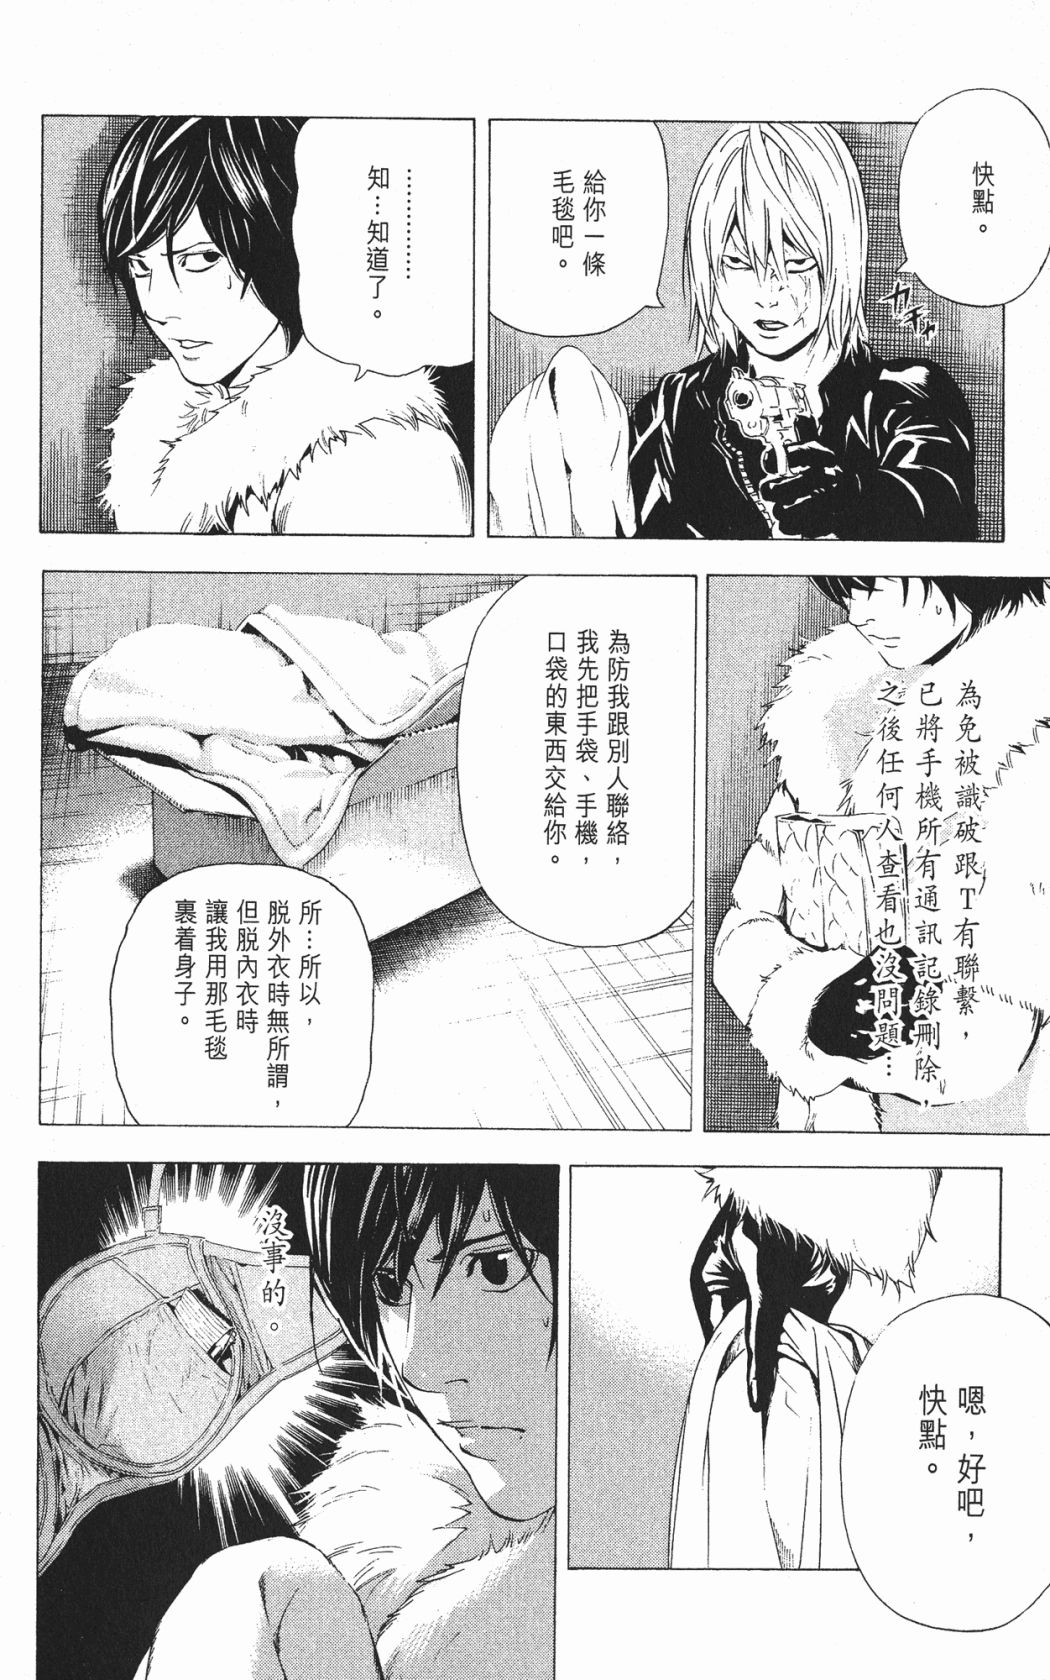 快點。
ガチャ
給你一條
毛毯吧。
…………
知…知道了。
為免被識破跟T有聯繫，
已將手機所有通訊記錄刪除，
之後任何人查看也沒問題…
為防我跟別人聯絡，
我先把手袋、手機，
口袋的東西交給你。
所…所以，
脫外衣時無所謂，
但脫內衣時
讓我用那毛毯
裹着身子。
嗯，好吧，
快點。
沒事的。